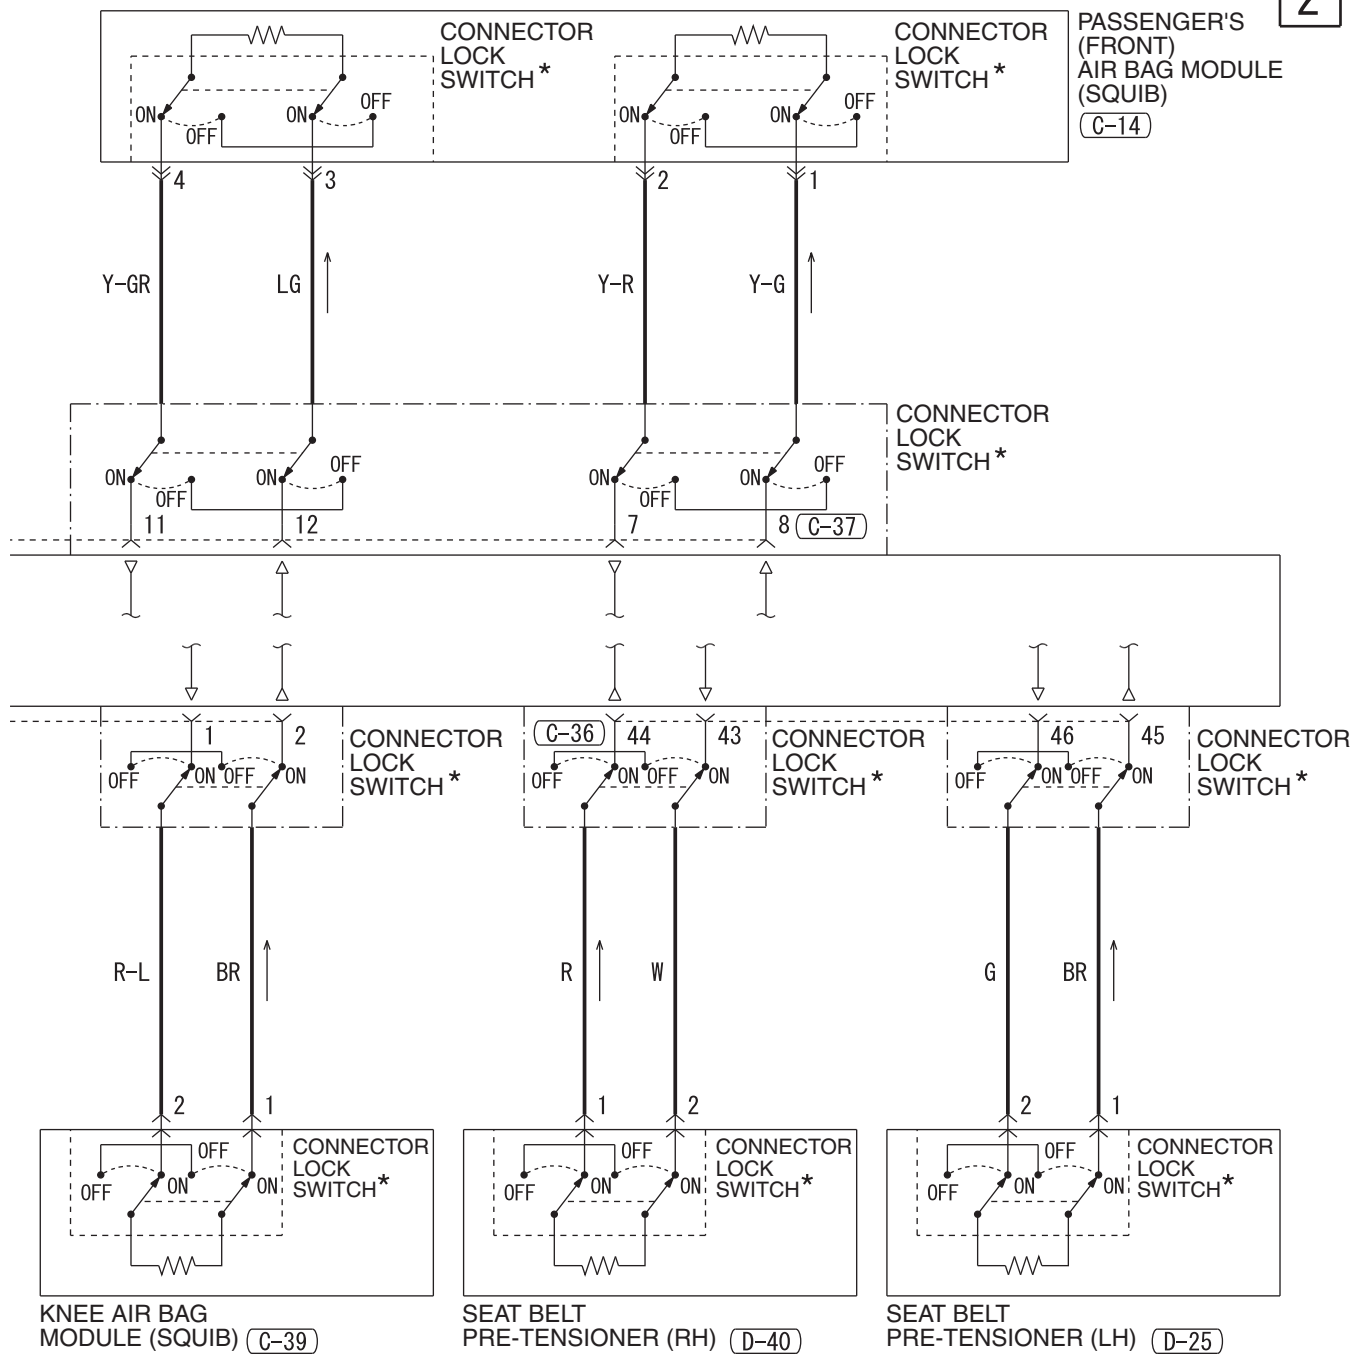 Z
PASSENGER'S
(FRONT)
AIR BAG MODULE
(SQUIB)
C-14
CONNECTOR
LOCK
SWITCH*
CONNECTOR
LOCK
SWITCH*
ON OFF ON OFF
ON OFF ON OFF
4 3 2 1
Y-GR LG Y-R Y-G
CONNECTOR
LOCK
SWITCH*
ON OFF ON OFF
ON OFF ON OFF
11 12 7 8 C-37
1 2 C-36 44 43 46 45
CONNECTOR
LOCK
SWITCH*
CONNECTOR
LOCK
SWITCH*
CONNECTOR
LOCK
SWITCH*
OFF ON OFF ON
OFF ON OFF ON
OFF ON OFF ON
R-L BR R W G BR
2 1 1 2 2 1
OFF ON OFF ON
CONNECTOR
LOCK
SWITCH*
OFF ON OFF ON
CONNECTOR
LOCK
SWITCH*
OFF ON OFF ON
CONNECTOR
LOCK
SWITCH*
KNEE AIR BAG
MODULE (SQUIB) C-39
SEAT BELT
PRE-TENSIONER (RH) D-40
SEAT BELT
PRE-TENSIONER (LH) D-25